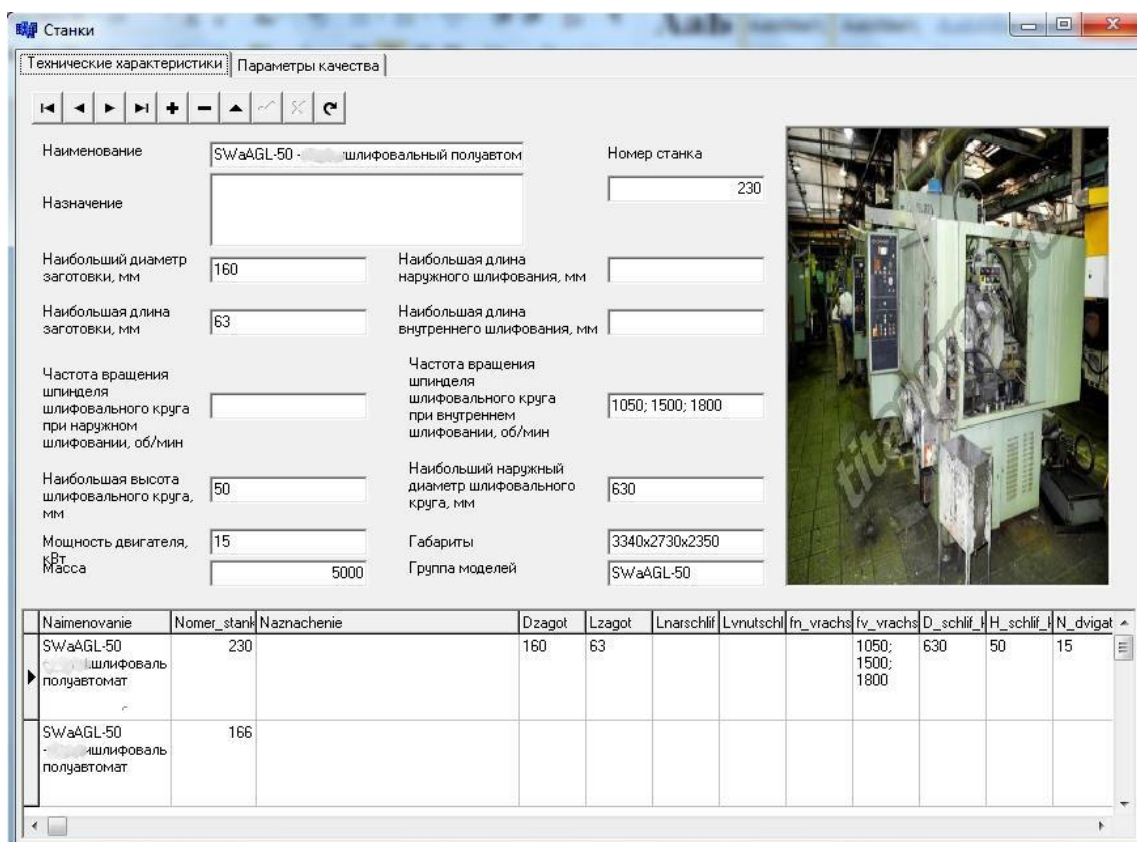 Станки
Технические характеристики
Параметры качества
Наименование
SWaAGL-50 - шлифовальный полуавтом
Номер станка
230
Назначение
Наибольший диаметр
заготовки, мм
160
Наибольшая длина
наружного шлифования, мм
Наибольшая длина
заготовки, мм
63
Наибольшая длина
внутреннего шлифования, мм
Частота вращения
шпинделя
шлифовального круга
при наружном
шлифовании, об/мин
Частота вращения
шпинделя
шлифовального круга
при внутреннем
шлифовании, об/мин
1050; 1500; 1800
Наибольшая высота
шлифовального круга,
мм
50
Наибольший наружный
диаметр шлифовального
круга, мм
630
Мощность двигателя,
кВт
15
Габариты
3340x2730x2350
Масса
5000
Группа моделей
SWaAGL-50
Naimenovanie Nomer_stank Naznachenie Dzagot Lzagot Lnarschlif Lvnutschl fn_vrachs fv_vrachs D_schlif_ H_schlif_ N_dvigat
SWaAGL-50 230 160 63 1050; 630 50 15
шлифоваль 1500;
полуавтомат 1800
SWaAGL-50 166
- ишлифоваль
полуавтомат